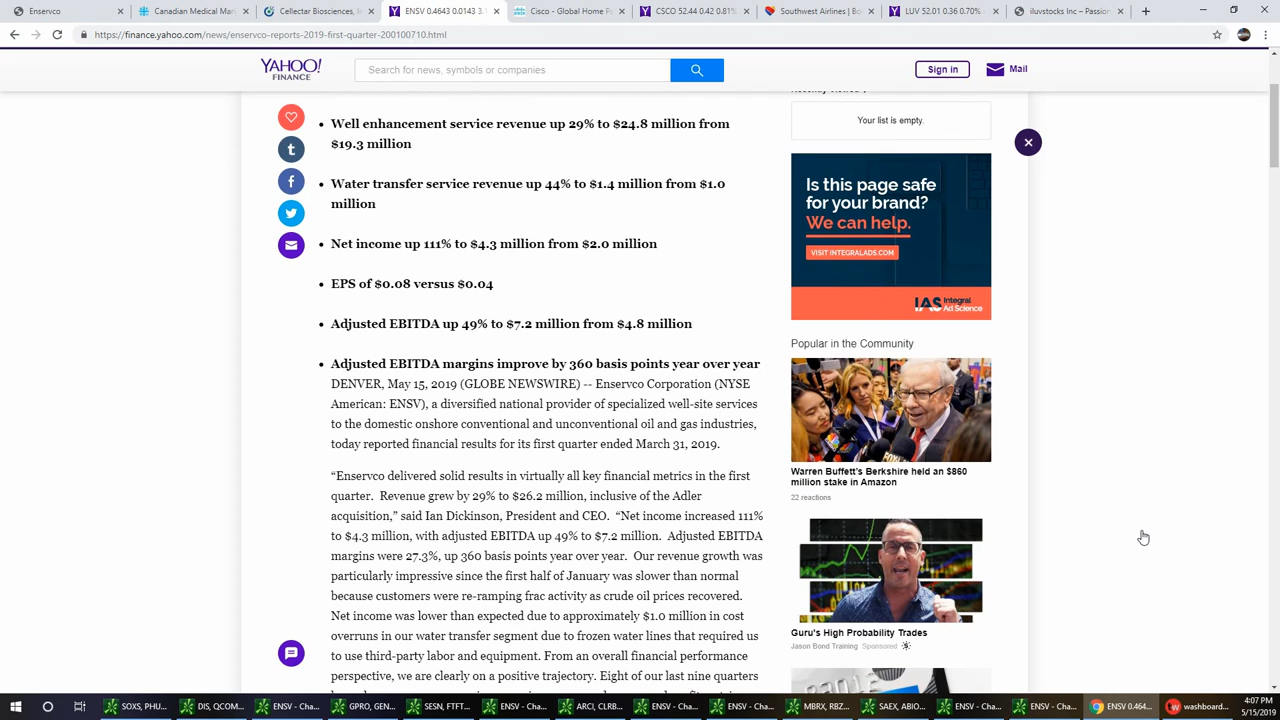 Canadian Medical Mar
Cellectar Biosciences, I
ENSV 0.4643 0.0143 3.
Cisco - Global Home P
CSCO 52.44 0.42 0.81%
Southwest Airlines Bo
LUV 52.01 0.36 0.70%
iluvstocks Inc – Passion
https://finance.yahoo.com/news/enservco-reports-2019-first-quarter-200100710.html
YAHOO!
FINANCE
Search for news, symbols or companies
Sign in
Mail
Your list is empty.
• Well enhancement service revenue up 29% to $24.8 million from
$19.3 million
• Water transfer service revenue up 44% to $1.4 million from $1.0
million
• Net income up 111% to $4.3 million from $2.0 million
• EPS of $0.08 versus $0.04
• Adjusted EBITDA up 49% to $7.2 million from $4.8 million
• Adjusted EBITDA margins improve by 360 basis points year over year
DENVER, May 15, 2019 (GLOBE NEWSWIRE) -- Enservco Corporation (NYSE
American: ENSV), a diversified national provider of specialized well-site services
to the domestic onshore conventional and unconventional oil and gas industries,
today reported financial results for its first quarter ended March 31, 2019.
“Enservco delivered solid results in virtually all key financial metrics in the first
quarter. Revenue grew by 29% to $26.2 million, inclusive of the Adler
acquisition,” said Ian Dickinson, President and CEO. “Net income increased 111%
to $4.3 million, with adjusted EBITDA up 49% to $7.2 million. Adjusted EBITDA
margins were 27.3%, up 360 basis points year over year. Our revenue growth was
particularly impressive since the first half of January was slower than normal
because customers were re-ramping frac activity as crude oil prices recovered.
Net income was lower than expected due to approximately $1.0 million in cost
overruns in our water transfer segment due to frozen water lines that required us
to use third-party labor and equipment. From an overall financial performance
perspective, we are clearly on a positive trajectory. Eight of our last nine quarters
Is this page safe
for your brand?
We can help.
VISIT INTEGRALADS.COM
IAS Integral
Ad Science
Popular in the Community
Warren Buffett's Berkshire held an $860
million stake in Amazon
22 reactions
Guru's High Probability Trades
Jason Bond Training Sponsored
SOXS, PHU...
DIS, QCOM...
ENSV - Cha...
GPRO, GEN...
SESN, FTFT...
ENSV - Cha...
ARCI, CLRB...
ENSV - Cha...
MBRX, RBZ...
SAEX, ABIO...
ENSV - Cha...
ENSV - Cha...
ENSV 0.464...
washboard...
4:07 PM
5/15/2019